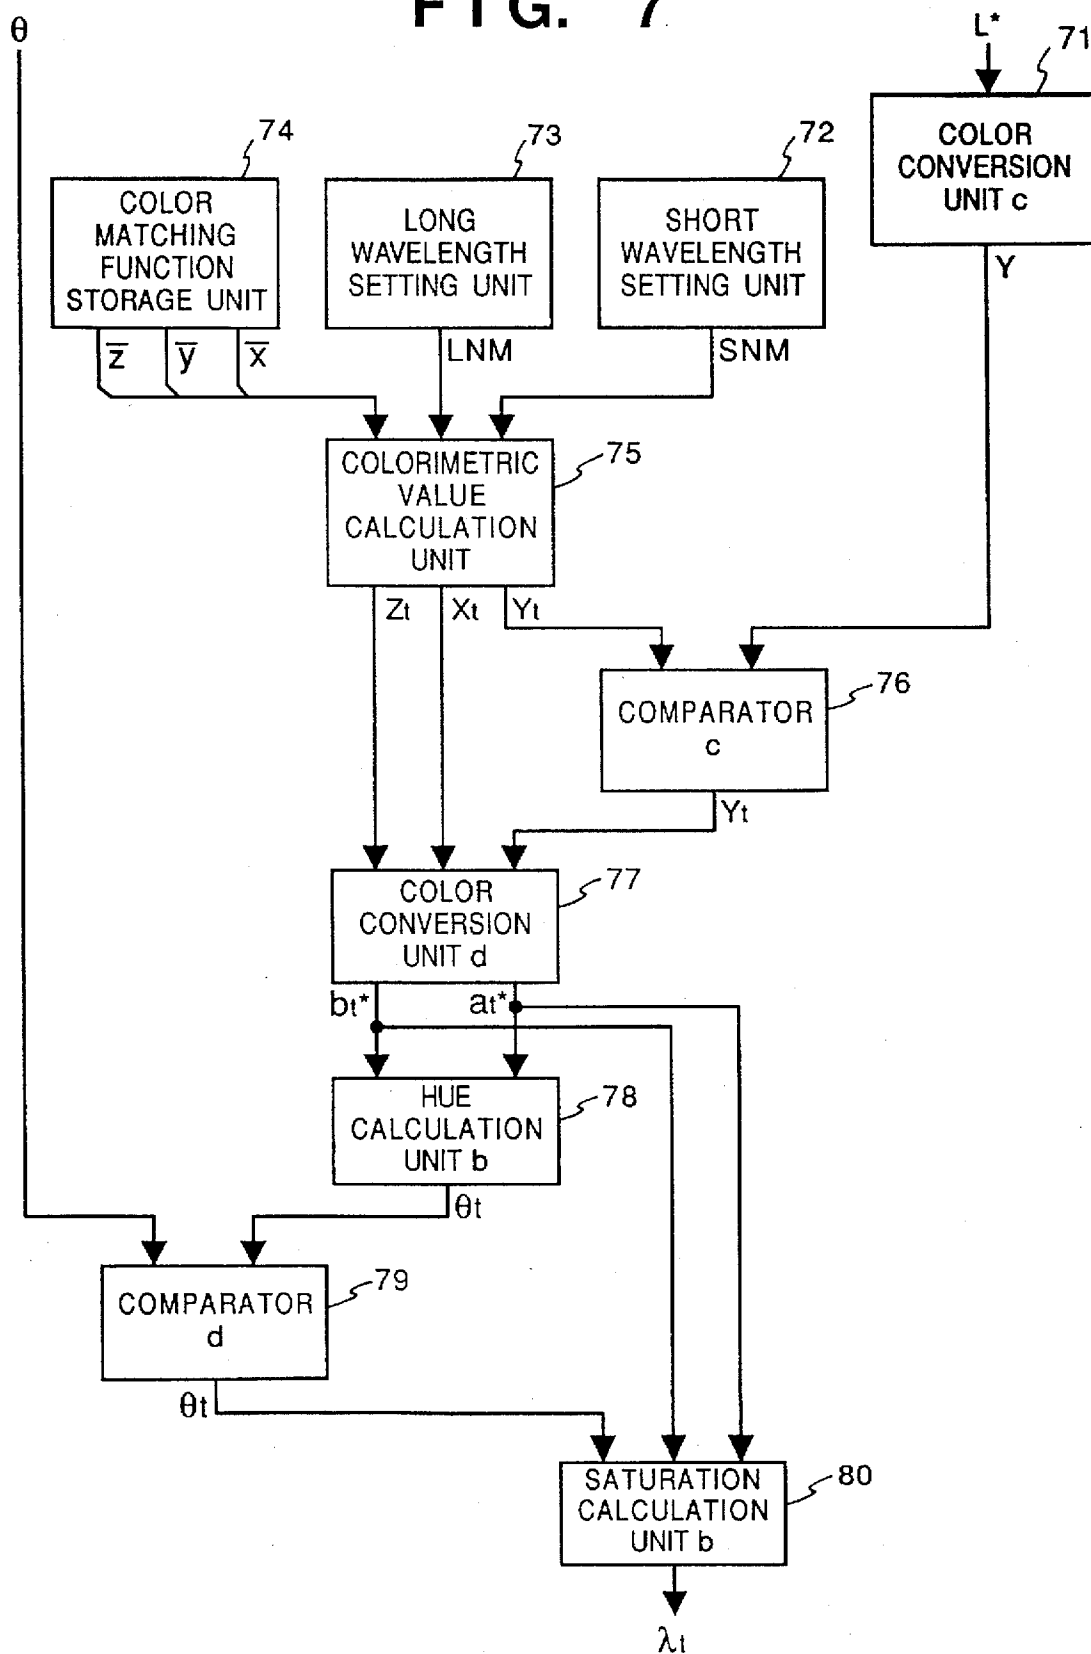 FIG. 7
θ
L*
71
COLOR
CONVERSION
UNIT c
Y
74
COLOR
MATCHING
FUNCTION
STORAGE UNIT
z̅ y̅ x̅
73
LONG
WAVELENGTH
SETTING UNIT
LNM
72
SHORT
WAVELENGTH
SETTING UNIT
SNM
75
COLORIMETRIC
VALUE
CALCULATION
UNIT
Zt Xt Yt
76
COMPARATOR
c
Yt
77
COLOR
CONVERSION
UNIT d
bt* at*
78
HUE
CALCULATION
UNIT b
θt
79
COMPARATOR
d
θt
80
SATURATION
CALCULATION
UNIT b
λt